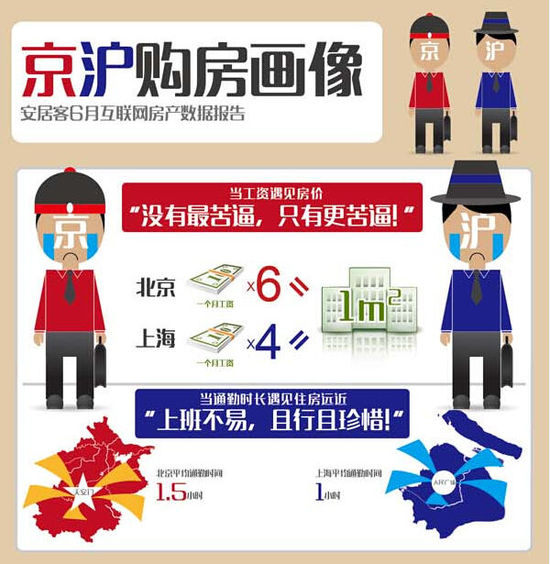 京沪购房画像
安居客6月互联网房产数据报告
京
沪
京
沪
当工资遇见房价
“没有最苦逼，只有更苦逼！”
北京
一个月工资
×6
1m²
上海
一个月工资
×4
当通勤时长遇见住房远近
“上班不易，且行且珍惜！”
天安门
北京平均通勤时间
1.5小时
上海平均通勤时间
1小时
人民广场